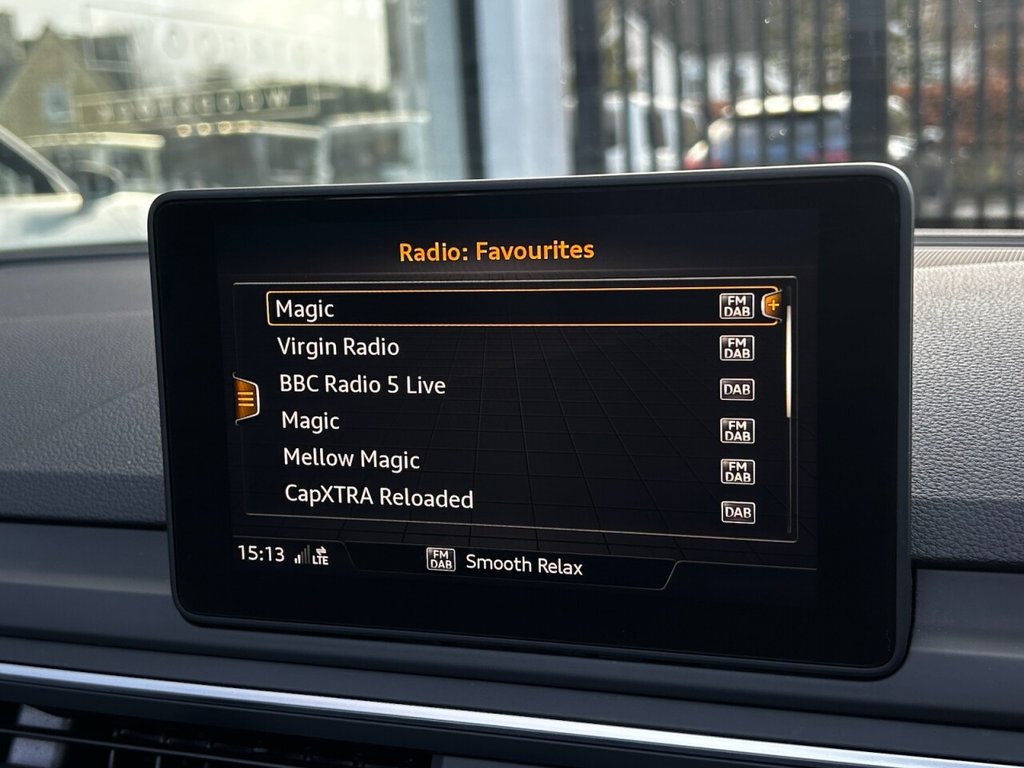 Radio: Favourites
Magic FM DAB +
Virgin Radio FM DAB
BBC Radio 5 Live DAB
Magic FM DAB
Mellow Magic FM DAB
CapXTRA Reloaded DAB
15:13 LTE FM DAB Smooth Relax